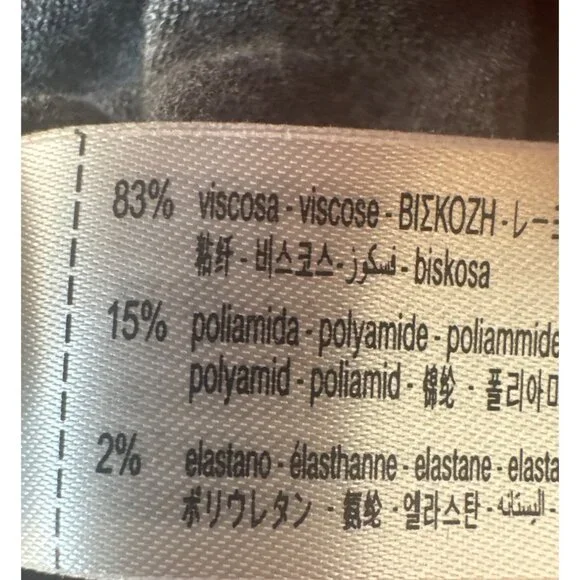 83% viscosa - viscose - ΒΙΣΚΟΖΗ - レー
粘纤 - 비스코스 - فسكوز - biskosa
15% poliamida - polyamide - poliammide
polyamid - poliamid - 锦纶 - 폴리아미
2% elastano - élasthanne - elastane - elasta
ポリウレタン - 氨纶 - 엘라스탄 -